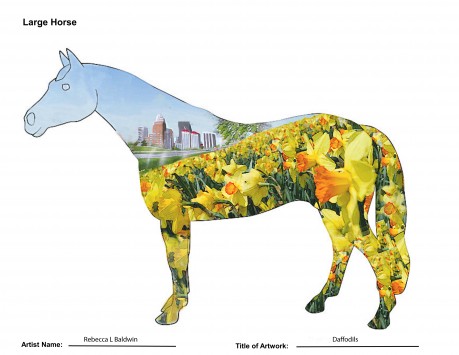 Large Horse
Artist Name: Rebecca L Baldwin
Title of Artwork: Daffodils